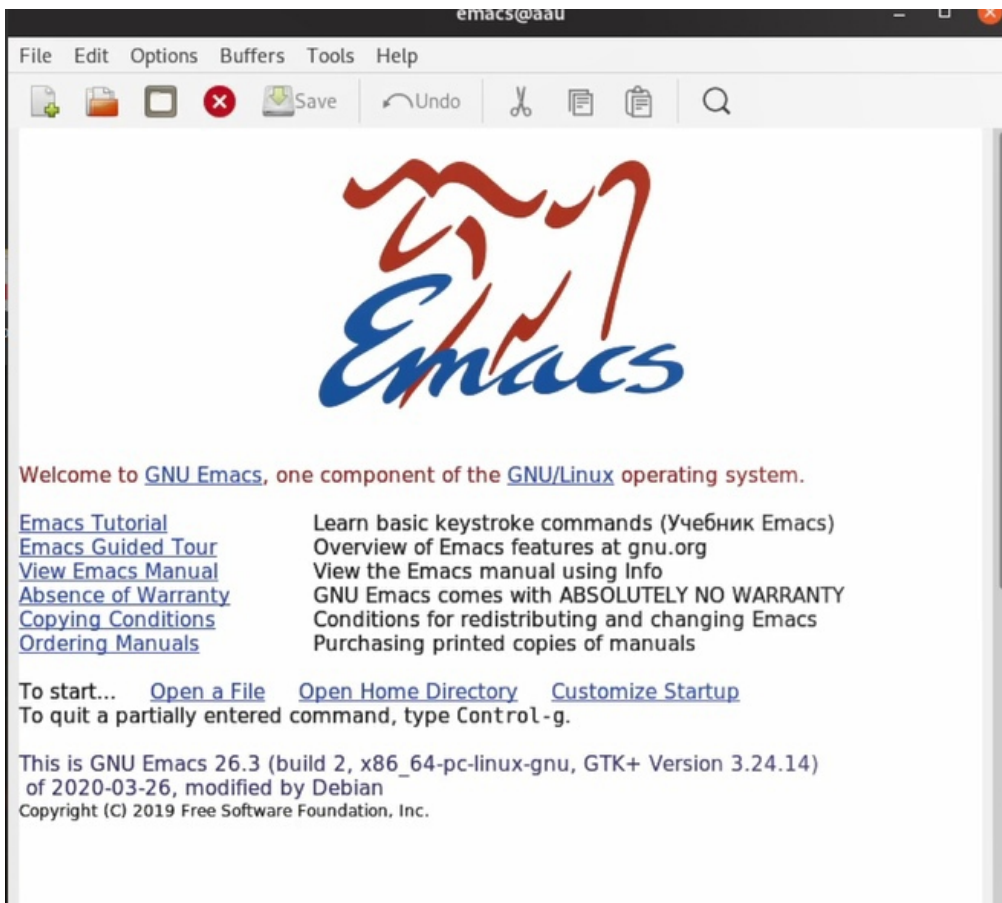 emacs@aau
File Edit Options Buffers Tools Help
Save Undo
Emacs
Welcome to GNU Emacs, one component of the GNU/Linux operating system.
Emacs Tutorial Learn basic keystroke commands (Учебник Emacs)
Emacs Guided Tour Overview of Emacs features at gnu.org
View Emacs Manual View the Emacs manual using Info
Absence of Warranty GNU Emacs comes with ABSOLUTELY NO WARRANTY
Copying Conditions Conditions for redistributing and changing Emacs
Ordering Manuals Purchasing printed copies of manuals
To start... Open a File Open Home Directory Customize Startup
To quit a partially entered command, type Control-g.
This is GNU Emacs 26.3 (build 2, x86_64-pc-linux-gnu, GTK+ Version 3.24.14)
of 2020-03-26, modified by Debian
Copyright (C) 2019 Free Software Foundation, Inc.